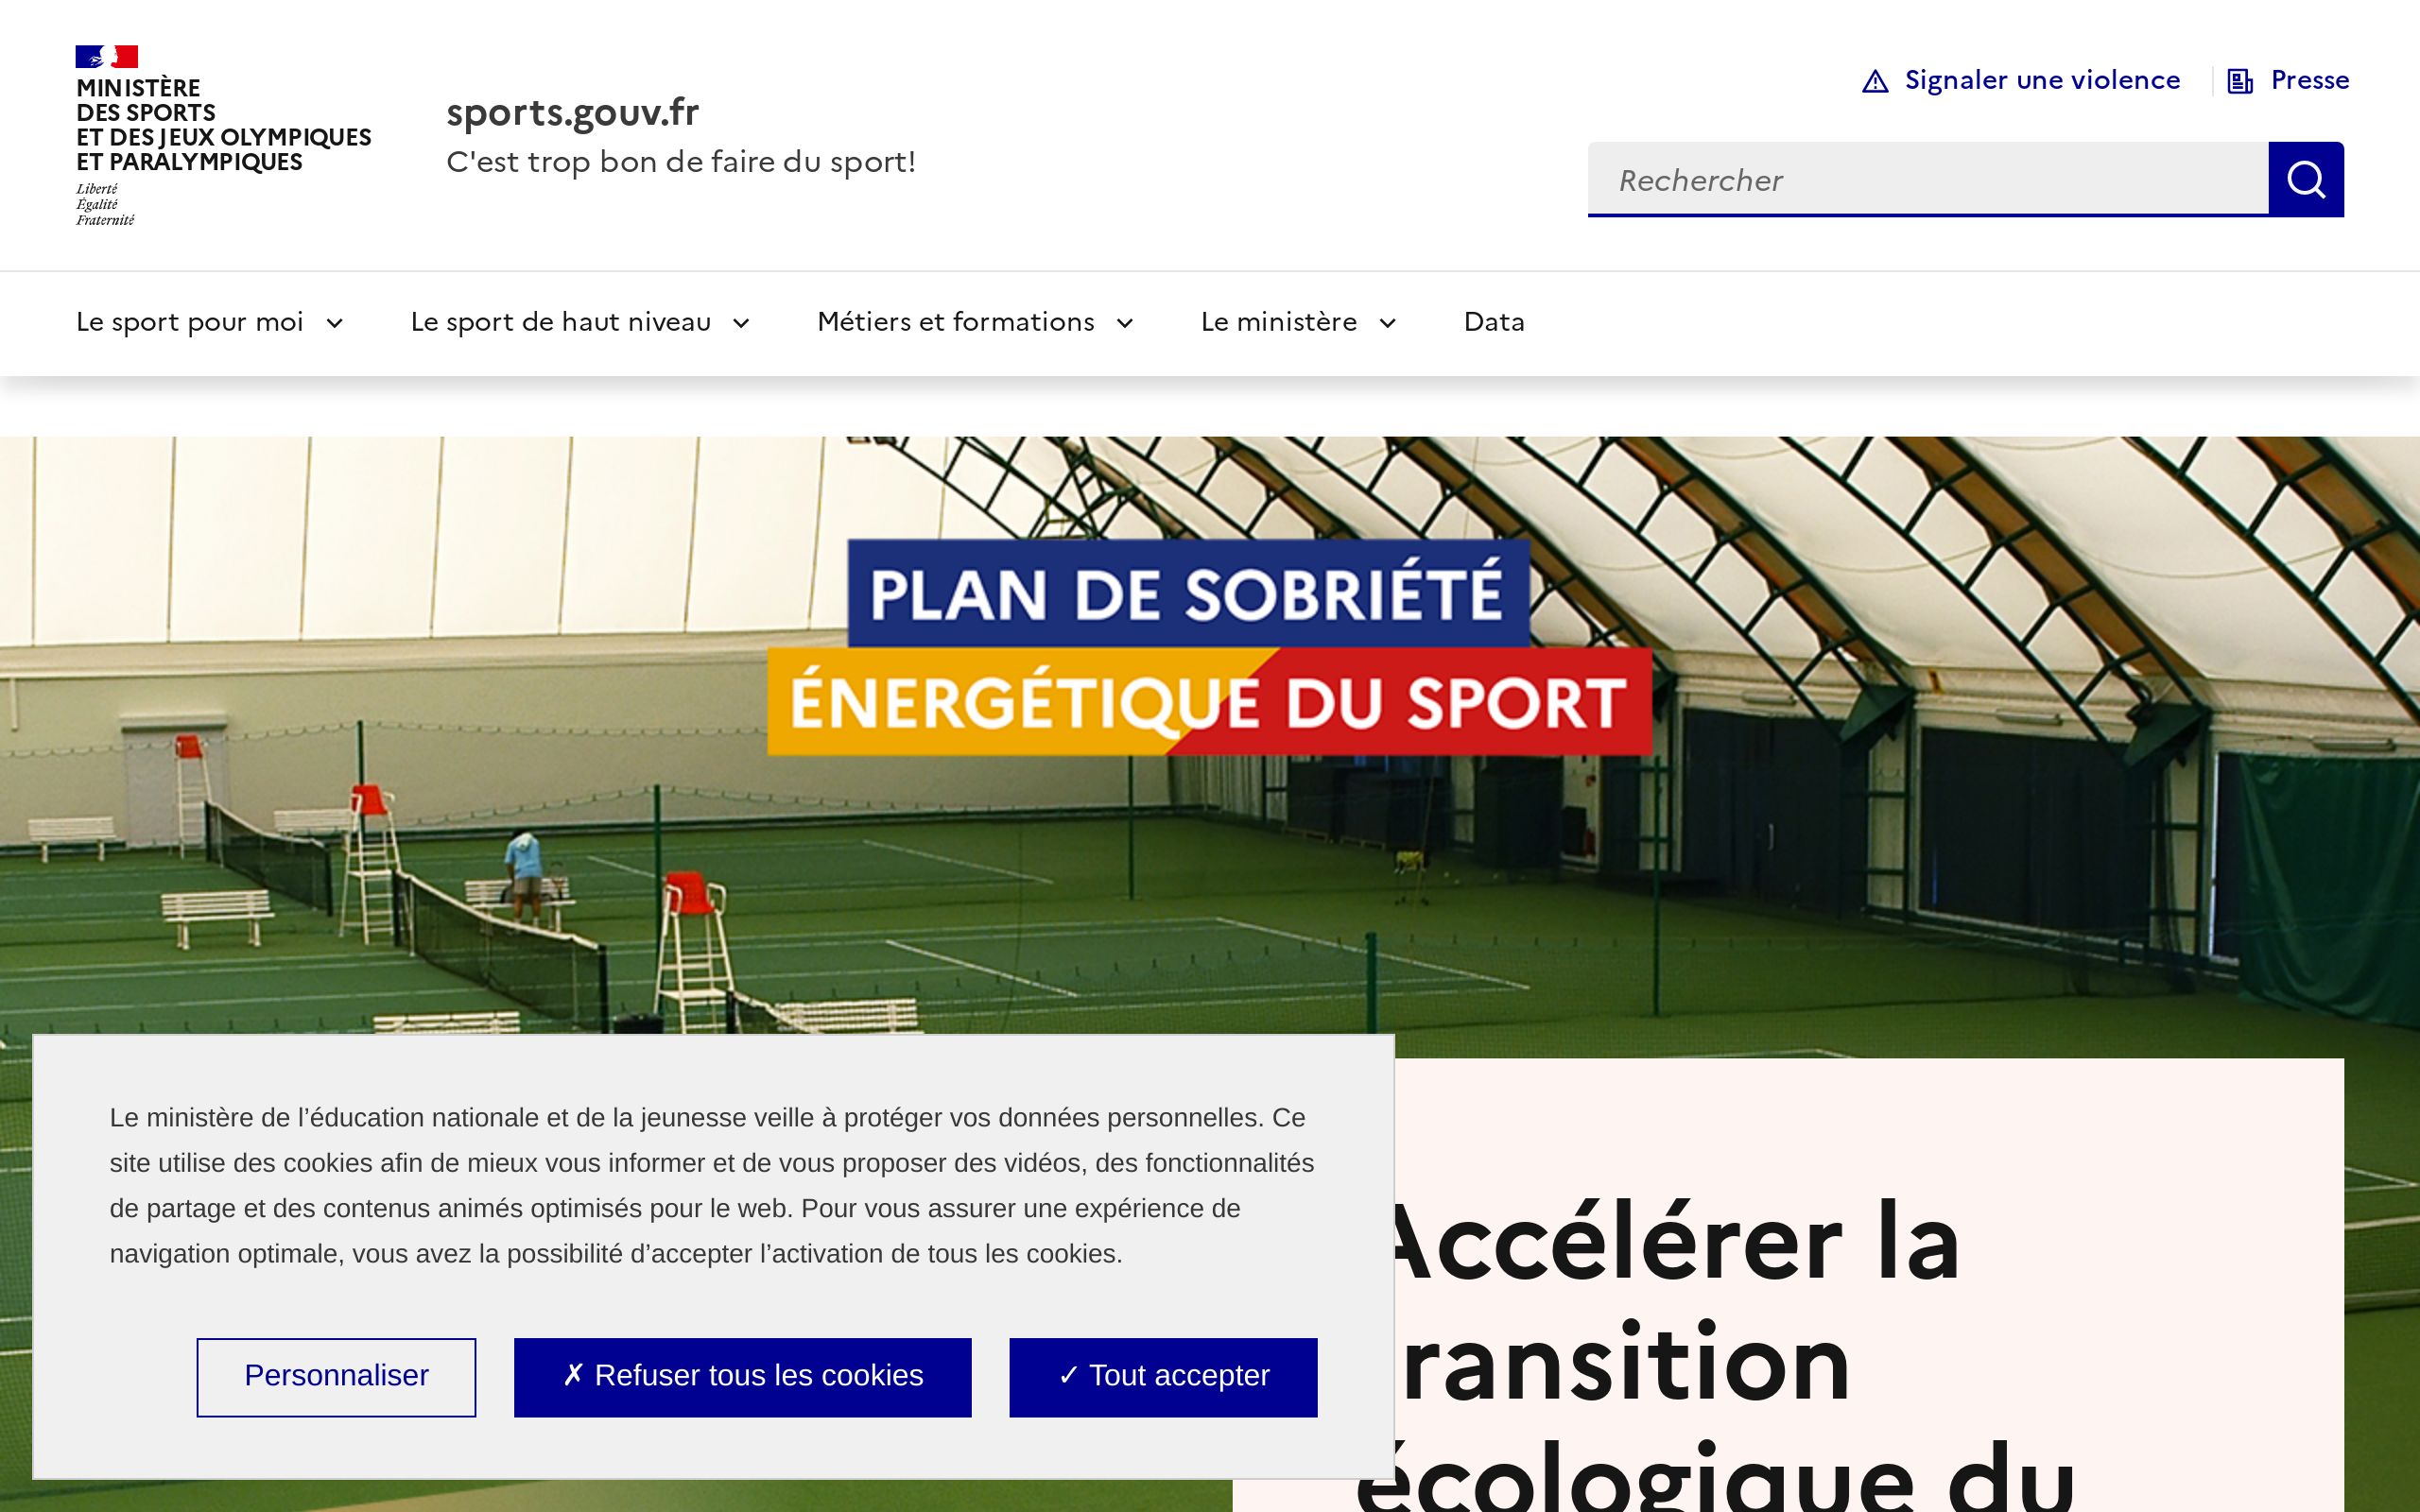 MINISTÈRE
DES SPORTS
ET DES JEUX OLYMPIQUES
ET PARALYMPIQUES
Liberté
Égalité
Fraternité
sports.gouv.fr
C'est trop bon de faire du sport!
Signaler une violence
Presse
Rechercher
Le sport pour moi
Le sport de haut niveau
Métiers et formations
Le ministère
Data
PLAN DE SOBRIÉTÉ
ÉNERGÉTIQUE DU SPORT
Le ministère de l’éducation nationale et de la jeunesse veille à protéger vos données personnelles. Ce
site utilise des cookies afin de mieux vous informer et de vous proposer des vidéos, des fonctionnalités
de partage et des contenus animés optimisés pour le web. Pour vous assurer une expérience de
navigation optimale, vous avez la possibilité d’accepter l’activation de tous les cookies.
Personnaliser
✗ Refuser tous les cookies
✓ Tout accepter
Accélérer la
ransition
écologique du